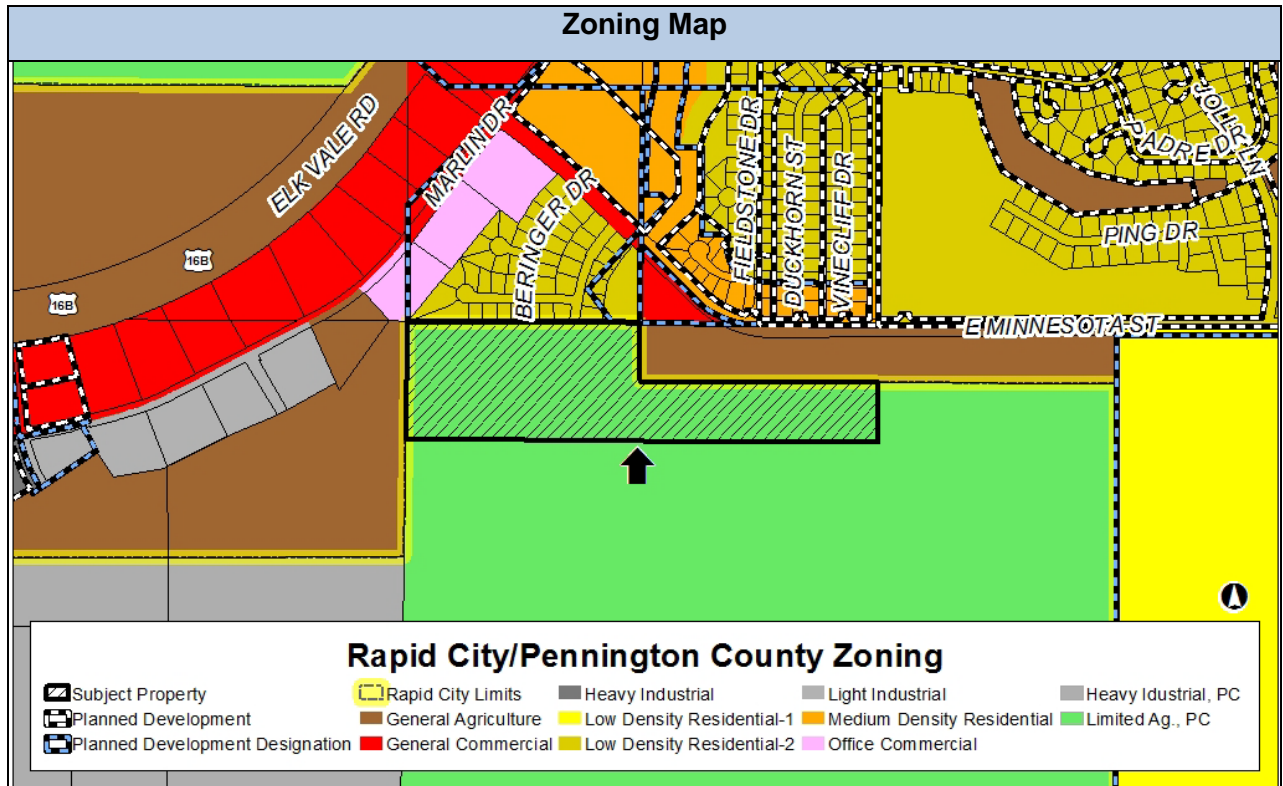 Zoning Map
ELK VALE RD
MARLIN DR
BERINGER DR
FIELDSTONE DR
DUCKHORN ST
VINECLIFF DR
PADRE DR
JOLLY LN
PING DR
16B
16B
E MINNESOTA ST
Rapid City/Pennington County Zoning
Subject Property Rapid City Limits Heavy Industrial Light Industrial Heavy Idustrial, PC
Planned Development General Agriculture Low Density Residential-1 Medium Density Residential Limited Ag., PC
Planned Development Designation General Commercial Low Density Residential-2 Office Commercial